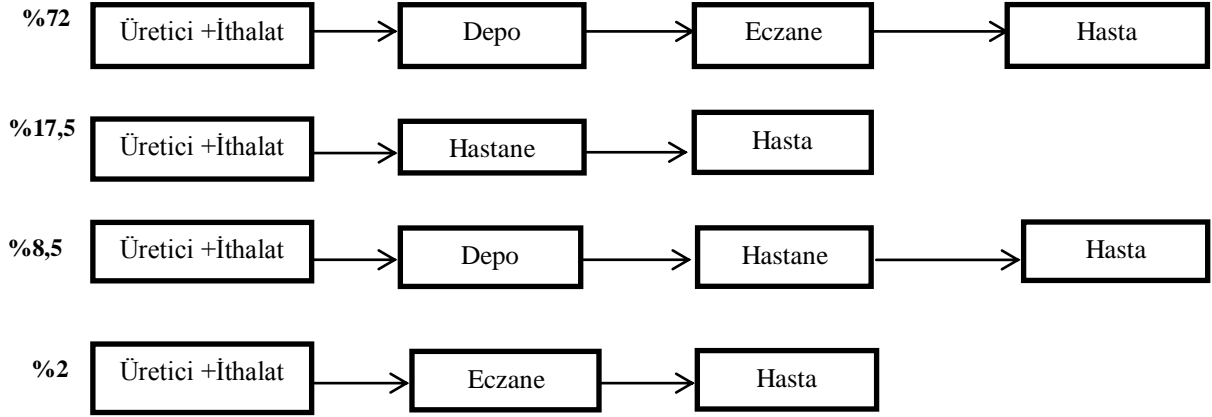 %72 Üretici +İthalat Depo Eczane Hasta
%17,5 Üretici +İthalat Hastane Hasta
%8,5 Üretici +İthalat Depo Hastane Hasta
%2 Üretici +İthalat Eczane Hasta